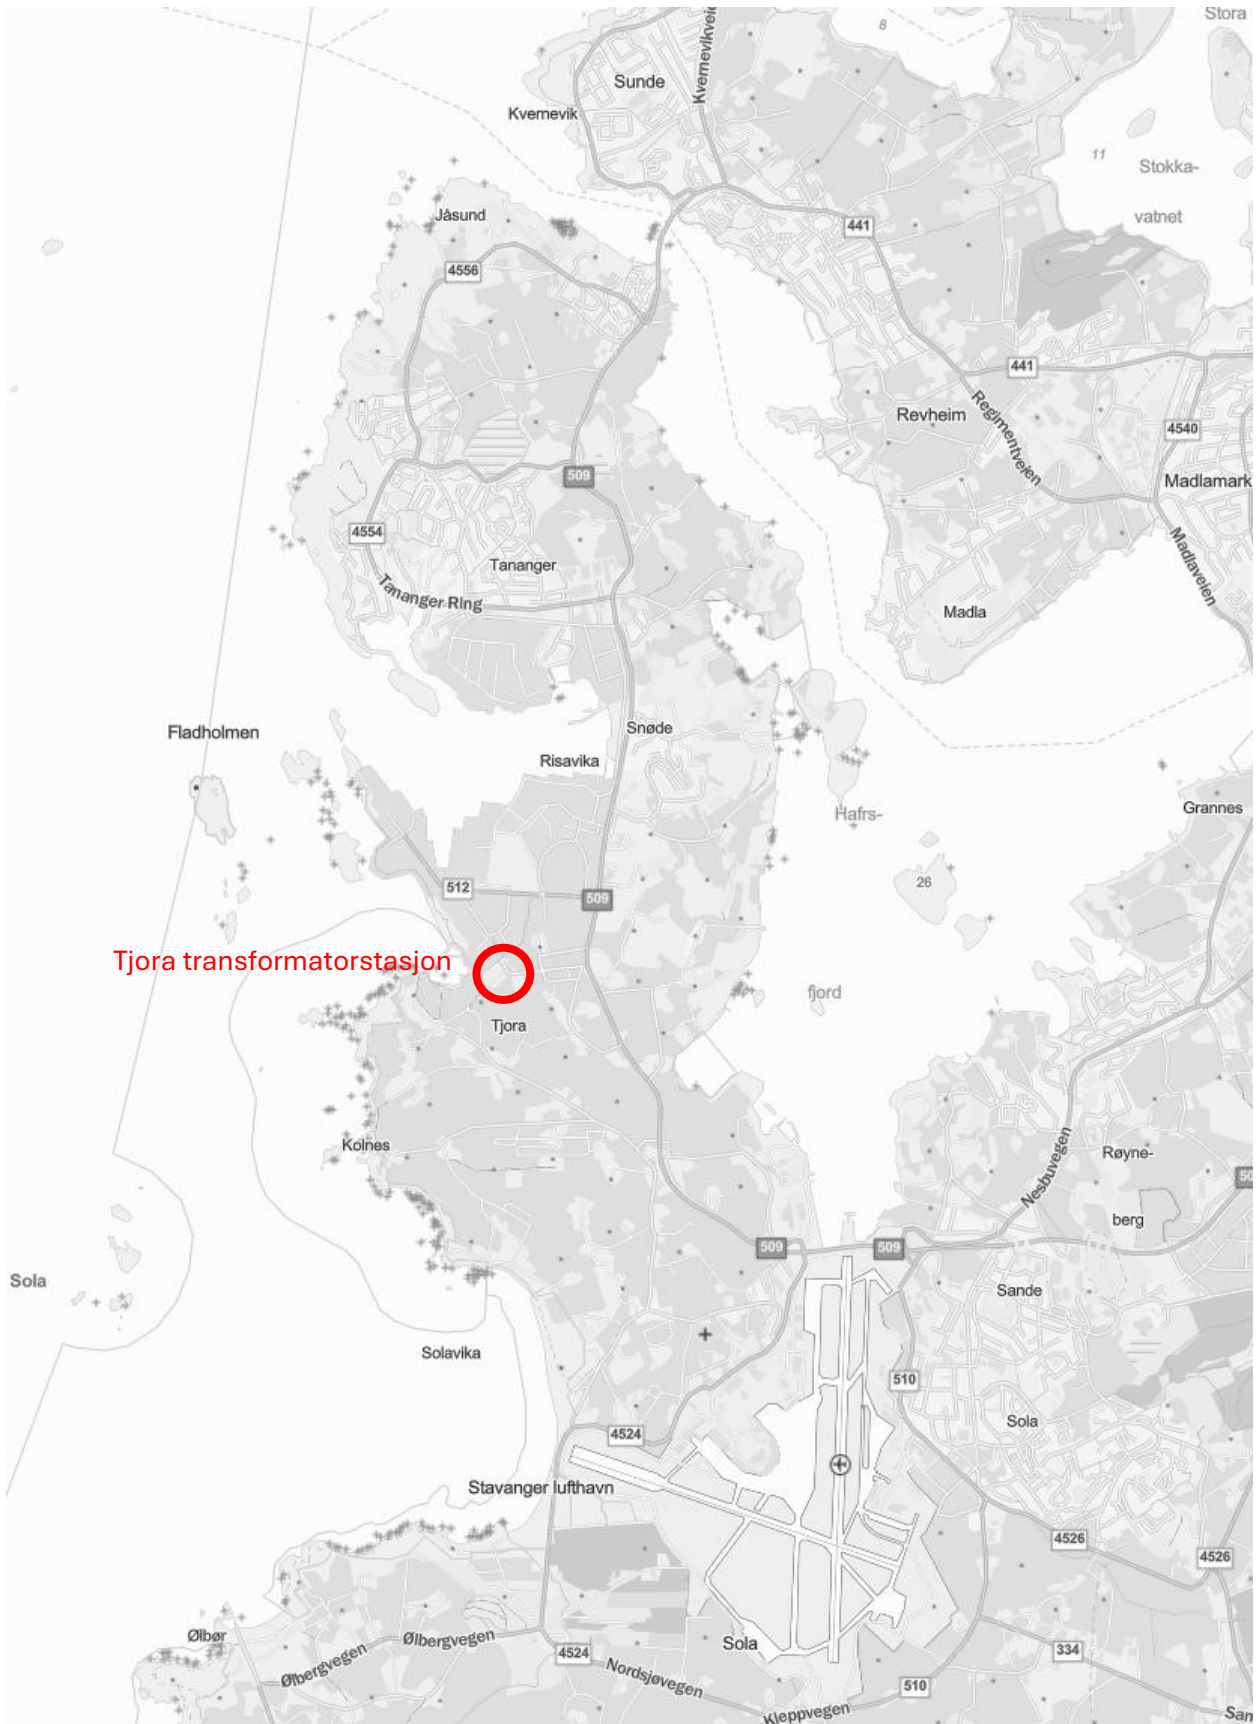 Stora
8
Sunde
Kvernevikveie
Kvernevik
11
Stokka-
vatnet
Jåsund
441
4556
441
Revheim
Regimentveien
4540
509
Madlamark
4554
Madlaveien
Tananger
Tananger Ring
Madla
Snøde
Fladholmen
Risavika
Hafrs-
Grannes
26
512
509
Tjora transformatorstasjon
fjord
Tjora
Kolnes
Nesbuvegen
Røyne-
50
berg
509
509
Sola
Sande
Solavika
510
Sola
4524
Stavanger lufthavn
4526
4526
Ølbør
Ølbergvegen
Ølbergvegen
Sola
4524
334
Nordsjøvegen
510
Kleppvegen
San